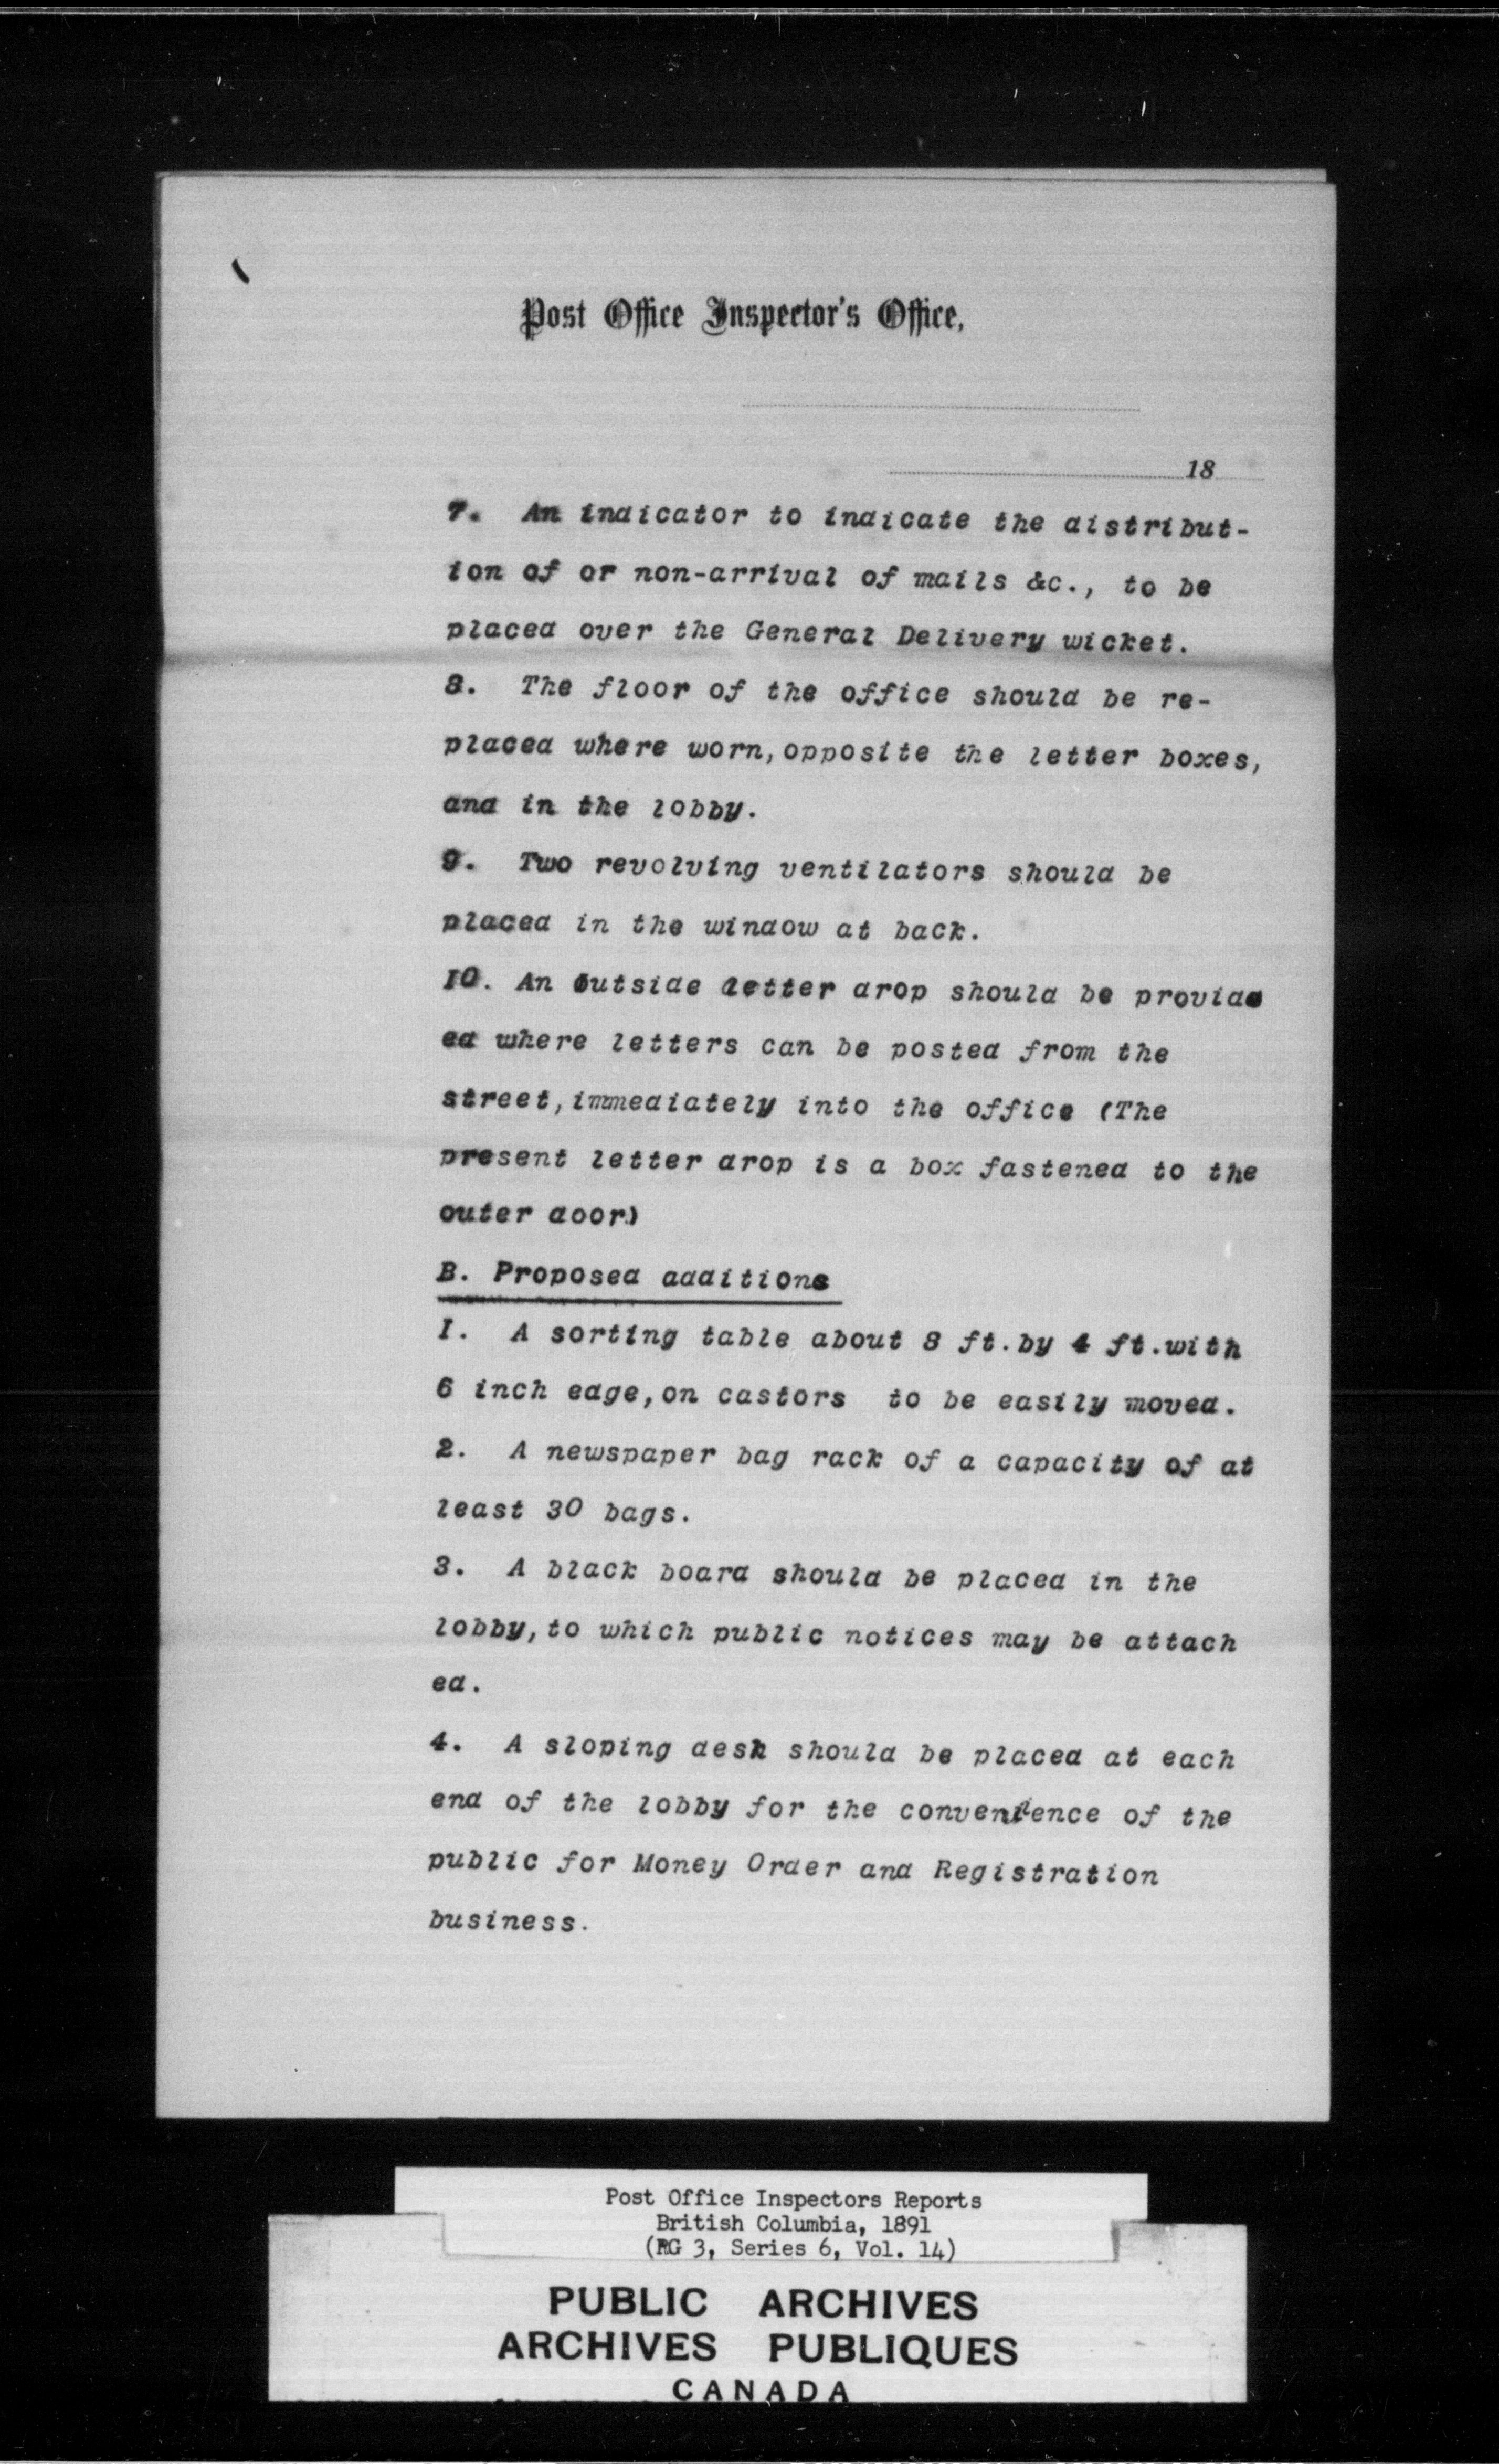 Post Office Inspector's Office,
18
7. An indicator to indicate the distribut-
ion of or non-arrival of mails &c., to be
placed over the General Delivery wicket.
8. The floor of the office should be re-
placed where worn, opposite the letter boxes,
and in the lobby.
9. Two revolving ventilators should be
placed in the window at back.
10. An outside letter drop should be provide
ed where letters can be posted from the
street, immediately into the office (The
present letter drop is a box fastened to the
outer door)
B. Proposed additions
1. A sorting table about 8 ft. by 4 ft. with
6 inch edge, on castors to be easily moved.
2. A newspaper bag rack of a capacity of at
least 30 bags.
3. A black board should be placed in the
lobby, to which public notices may be attach
ed.
4. A sloping desk should be placed at each
end of the lobby for the convenience of the
public for Money Order and Registration
business.
Post Office Inspectors Reports
British Columbia, 1891
(RG 3, Series 6, Vol. 14)
PUBLIC ARCHIVES
ARCHIVES PUBLIQUES
CANADA